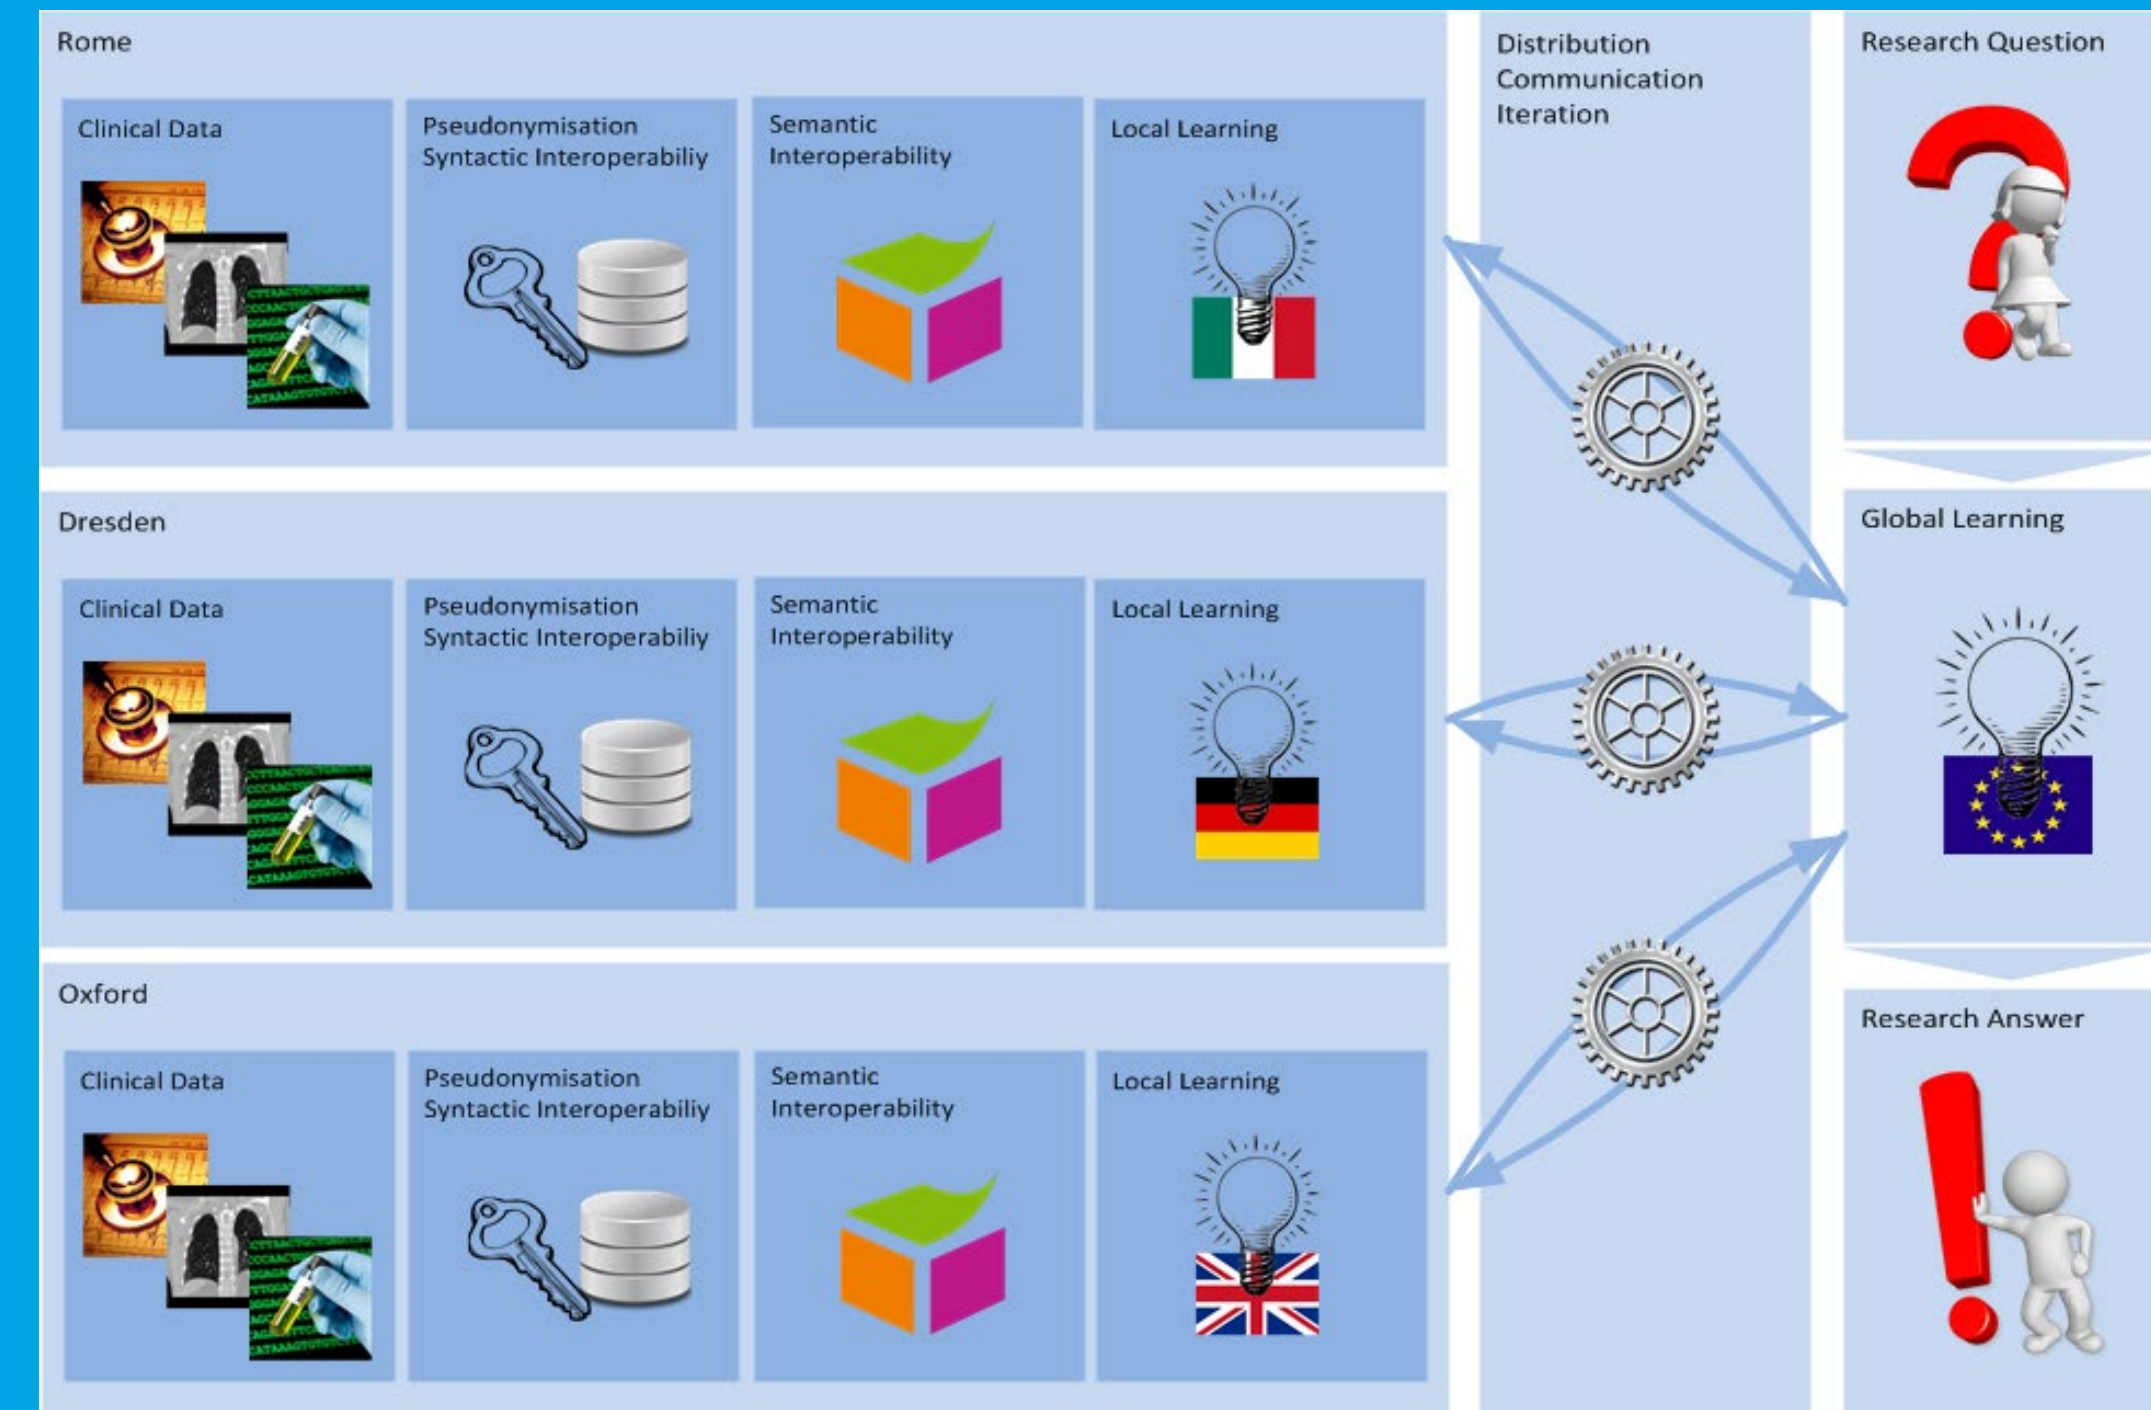 Rome
Clinical Data
Pseudonymisation
Syntactic Interoperabiliy
Semantic
Interoperability
Local Learning
Distribution
Communication
Iteration
Research Question
Dresden
Clinical Data
Pseudonymisation
Syntactic Interoperabiliy
Semantic
Interoperability
Local Learning
Global Learning
Oxford
Clinical Data
Pseudonymisation
Syntactic Interoperabiliy
Semantic
Interoperability
Local Learning
Research Answer